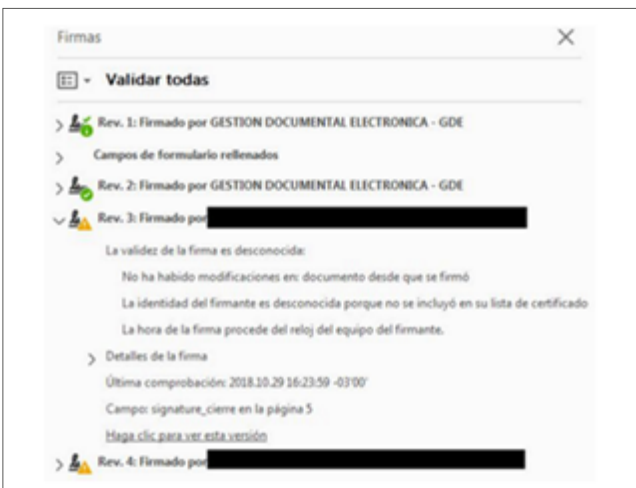 Firmas
Validar todas
Rev. 1: Firmado por GESTION DOCUMENTAL ELECTRONICA - GDE
Campos de formulario rellenados
Rev. 2: Firmado por GESTION DOCUMENTAL ELECTRONICA - GDE
Rev. 3: Firmado por
La validez de la firma es desconocida:
No ha habido modificaciones en: documento desde que se firmó
La identidad del firmante es desconocida porque no se incluyó en su lista de certificado
La hora de la firma procede del reloj del equipo del firmante.
Detalles de la firma
Última comprobación: 2018.10.29 16:23:59 -03'00'
Campo: signature_cierre en la página 5
Haga clic para ver esta versión
Rev. 4: Firmado por